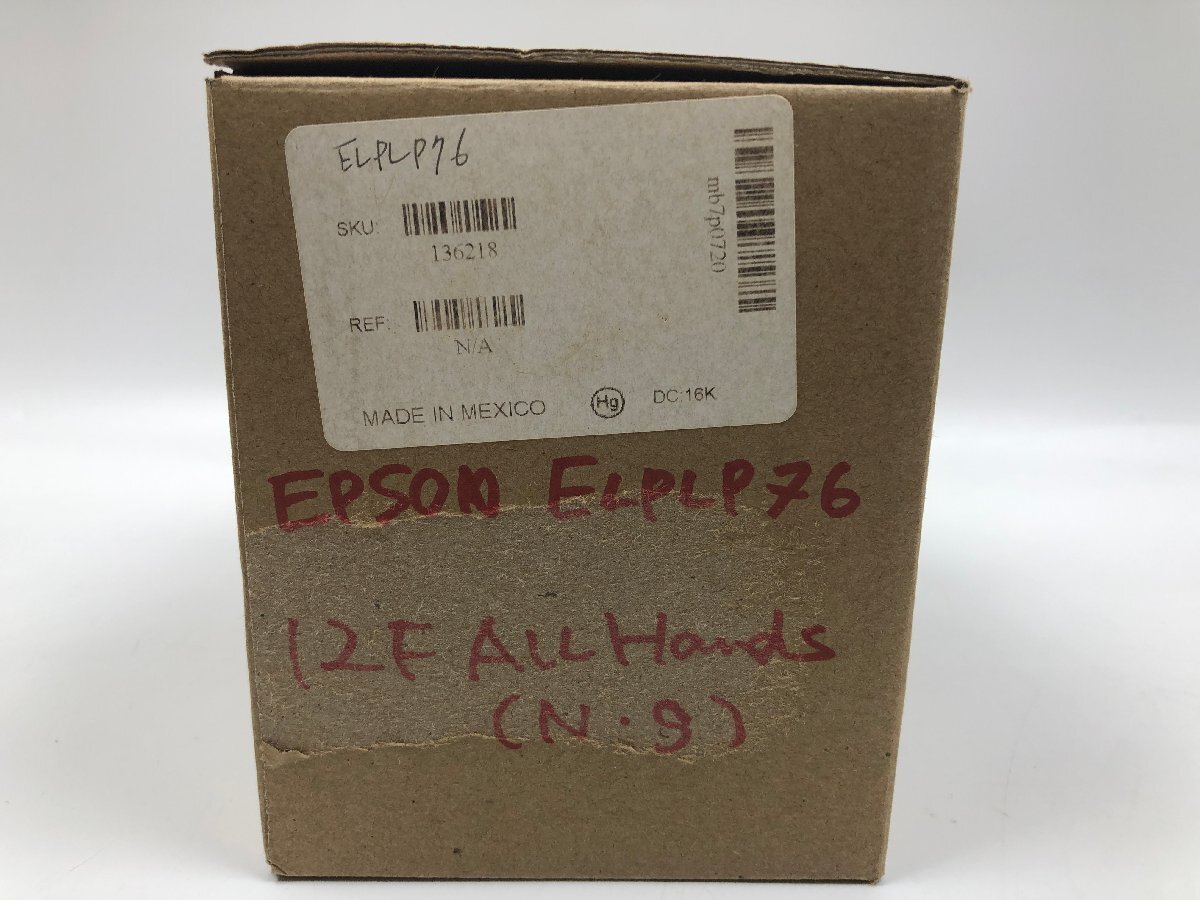 ELPLP76
SKU:
136218
REF:
N/A
mb7p0720
MADE IN MEXICO
Hg
DC:16K
EPSON ELPLP76
12F All Hands
(N.9)